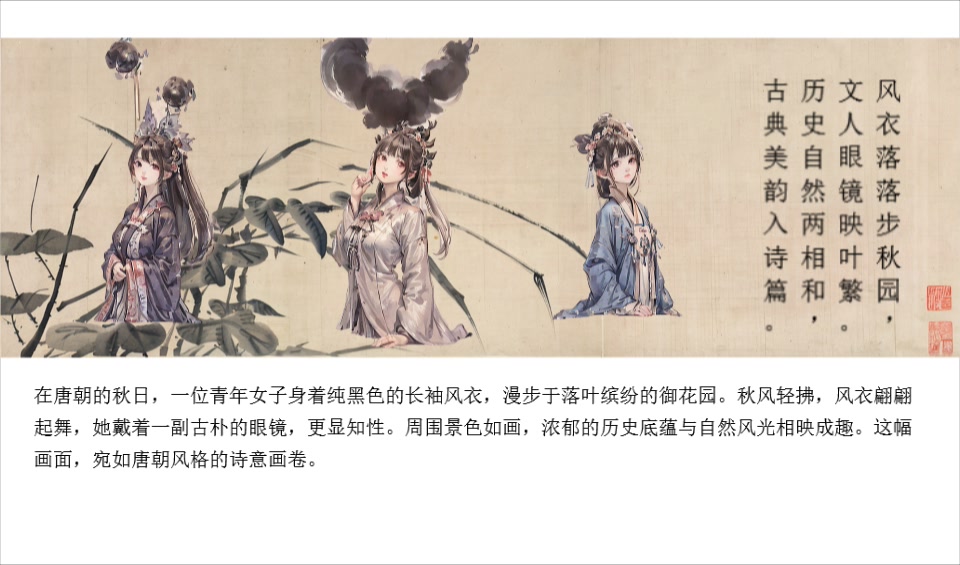 风衣落落步秋园，
文人眼镜映叶繁。
历史自然两相和，
古典美韵入诗篇。
在唐朝的秋日，一位青年女子身着纯黑色的长袖风衣，漫步于落叶缤纷的御花园。秋风轻拂，风衣翩翩
起舞，她戴着一副古朴的眼镜，更显知性。周围景色如画，浓郁的历史底蕴与自然风光相映成趣。这幅
画面，宛如唐朝风格的诗意画卷。